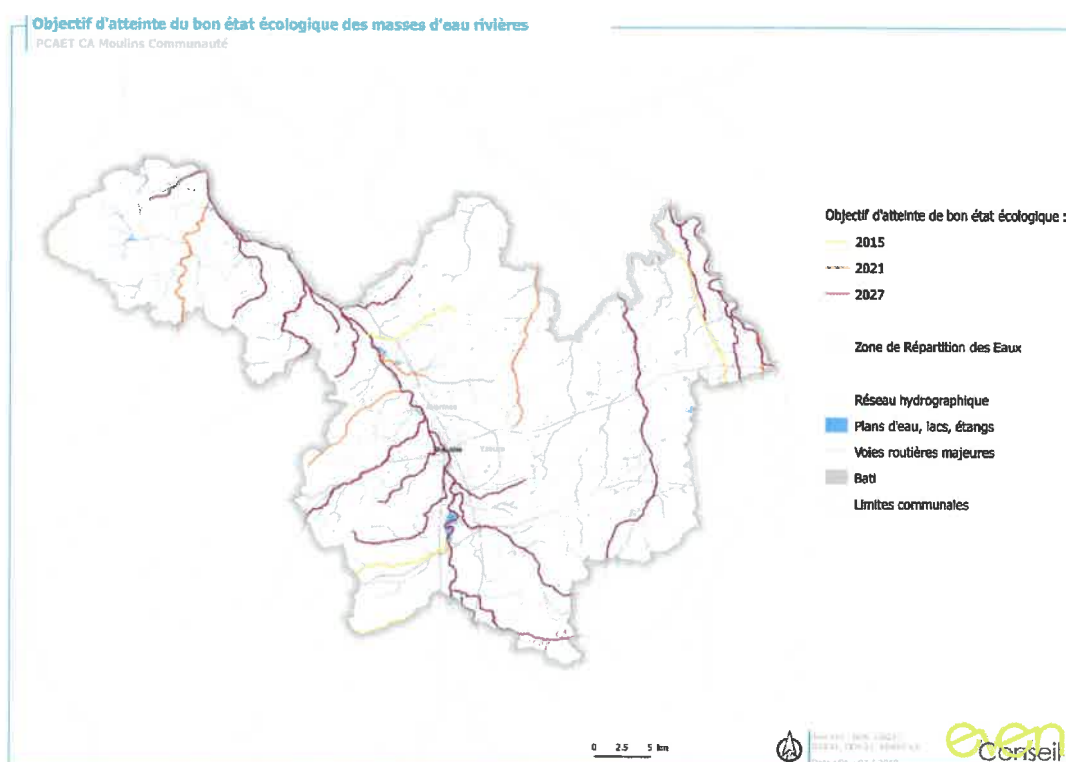 Objectif d'atteinte du bon état écologique des masses d'eau rivières
PCAET CA Moulins Communauté
Objectif d'atteinte de bon état écologique :
2015
2021
2027
Zone de Répartition des Eaux
Réseau hydrographique
Plans d'eau, lacs, étangs
Voies routières majeures
Bati
Limites communales
0 2.5 5 km
even
Conseil